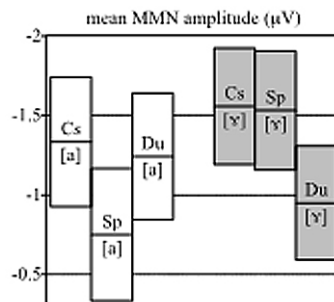 mean MMN amplitude (μV)
-2
Cs Sp
-1.5
[ɤ] [ɤ]
Cs
[a]
Du
[a]
Du
-1
[ɤ]
Sp
[a]
-0.5